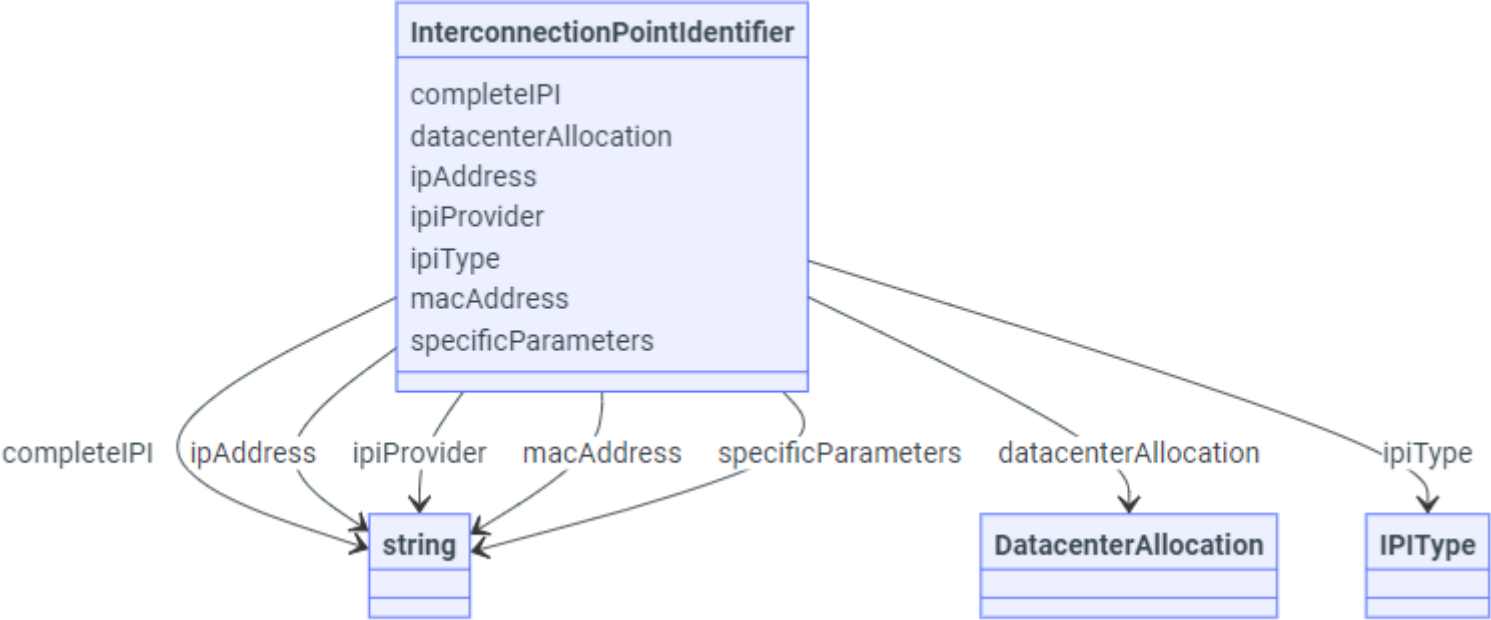 InterconnectionPointIdentifier
completeIPI
datacenterAllocation
ipAddress
ipiProvider
ipiType
macAddress
specificParameters
completeIPI
ipAddress
ipiProvider
macAddress
specificParameters
datacenterAllocation
ipiType
string
DatacenterAllocation
IPIType